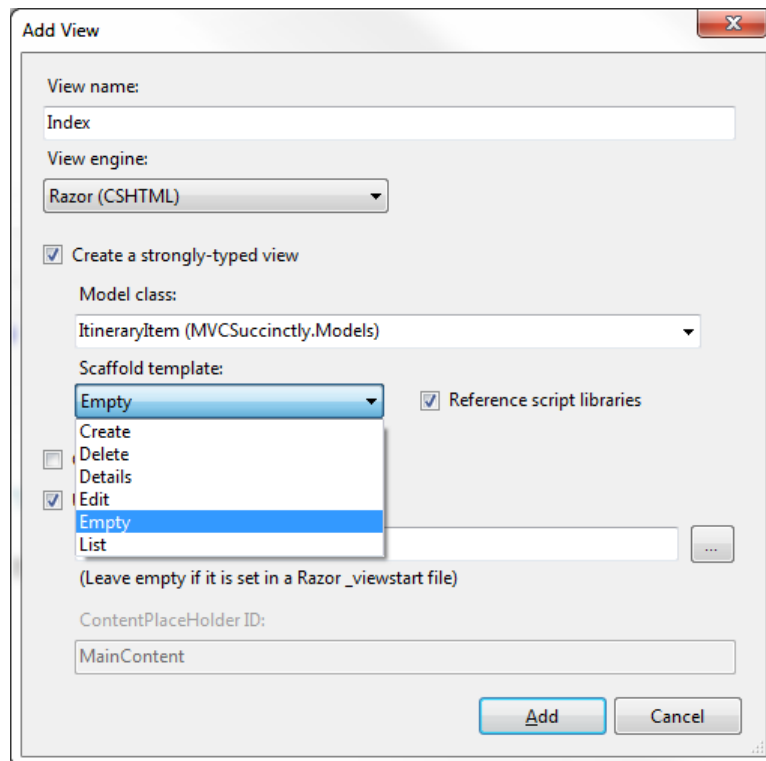 Add View
View name:
Index
View engine:
Razor (CSHTML)
Create a strongly-typed view
Model class:
ItineraryItem (MVCSuccinctly.Models)
Scaffold template:
Empty
Reference script libraries
Create
Delete
Details
Edit
Empty
List
...
(Leave empty if it is set in a Razor _viewstart file)
ContentPlaceHolder ID:
MainContent
Add
Cancel